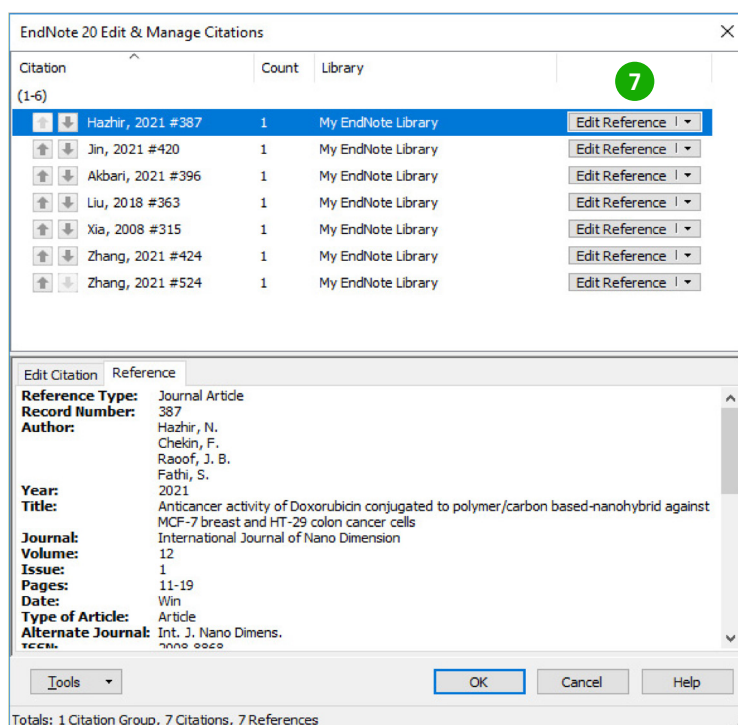 EndNote 20 Edit & Manage Citations
Citation Count Library
7
(1-6)
Hazhir, 2021 #387 1 My EndNote Library Edit Reference
Jin, 2021 #420 1 My EndNote Library Edit Reference
Akbari, 2021 #396 1 My EndNote Library Edit Reference
Liu, 2018 #363 1 My EndNote Library Edit Reference
Xia, 2008 #315 1 My EndNote Library Edit Reference
Zhang, 2021 #424 1 My EndNote Library Edit Reference
Zhang, 2021 #524 1 My EndNote Library Edit Reference
Edit Citation Reference
Reference Type: Journal Article
Record Number: 387
Author: Hazhir, N.
Chekin, F.
Raoof, J. B.
Fathi, S.
Year: 2021
Title: Anticancer activity of Doxorubicin conjugated to polymer/carbon based-nanohybrid against
MCF-7 breast and HT-29 colon cancer cells
Journal: International Journal of Nano Dimension
Volume: 12
Issue: 1
Pages: 11-19
Date: Win
Type of Article: Article
Alternate Journal: Int. J. Nano Dimens.
ISSN: 2008-8868
Tools OK Cancel Help
Totals: 1 Citation Group, 7 Citations, 7 References